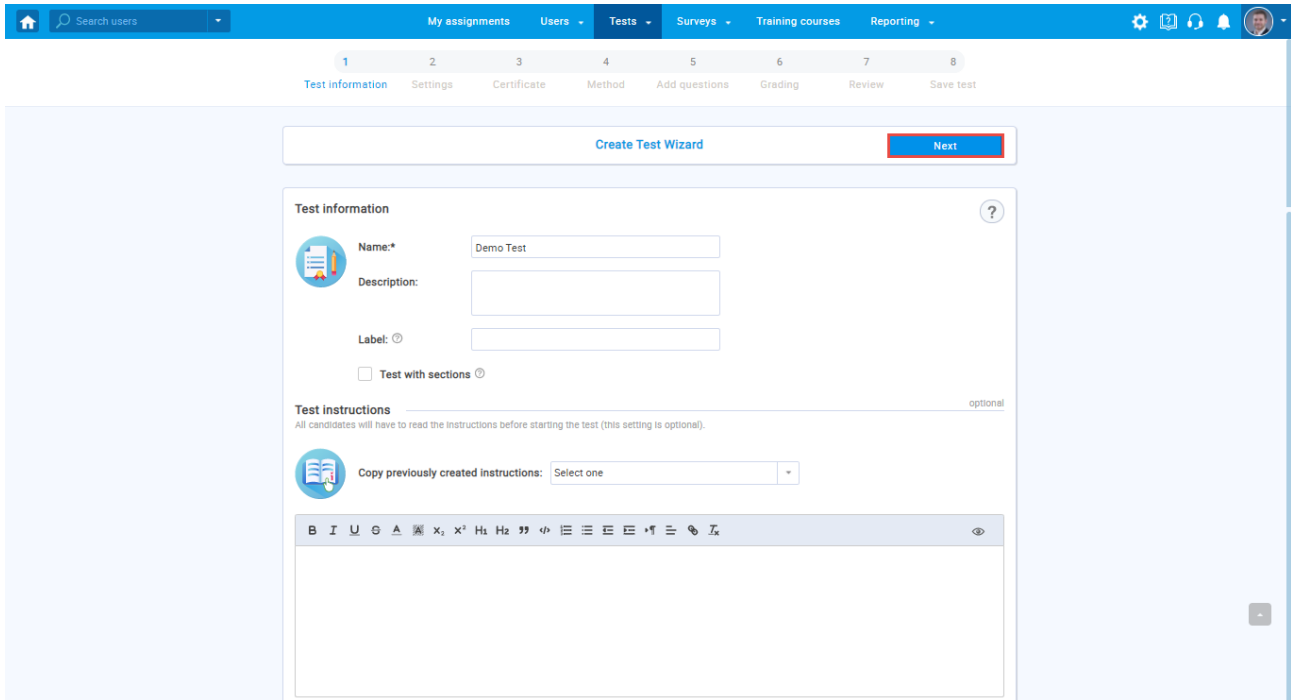 Search users My assignments Users Tests Surveys Training courses Reporting
1 2 3 4 5 6 7 8
Test information Settings Certificate Method Add questions Grading Review Save test
Create Test Wizard Next
Test information ?
Name:* Demo Test
Description:
Label: ?
Test with sections ?
Test instructions optional
All candidates will have to read the instructions before starting the test (this setting is optional).
Copy previously created instructions: Select one
B I U S A A X₂ X² H1 H2 ” </> ¶ Tx